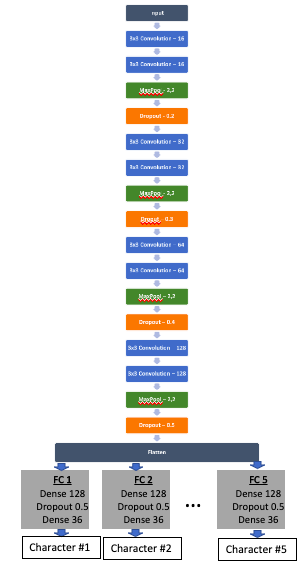 Input
3x3 Convolution – 16
3x3 Convolution – 16
MaxPool – 2,2
Dropout – 0.2
3x3 Convolution – 32
3x3 Convolution – 32
MaxPool – 2,2
Dropout – 0.3
3x3 Convolution – 64
3x3 Convolution – 64
MaxPool – 2,2
Dropout – 0.4
3x3 Convolution – 128
3x3 Convolution – 128
MaxPool – 2,2
Dropout –
Flatten
FC 1
Dense 128
Dropout 0.5
Dense 36
Character #1
FC 2
Dense 128
Dropout 0.5
Dense 36
Character #2
...
FC 5
Dense 128
Dropout 0.5
Dense 36
Character #5